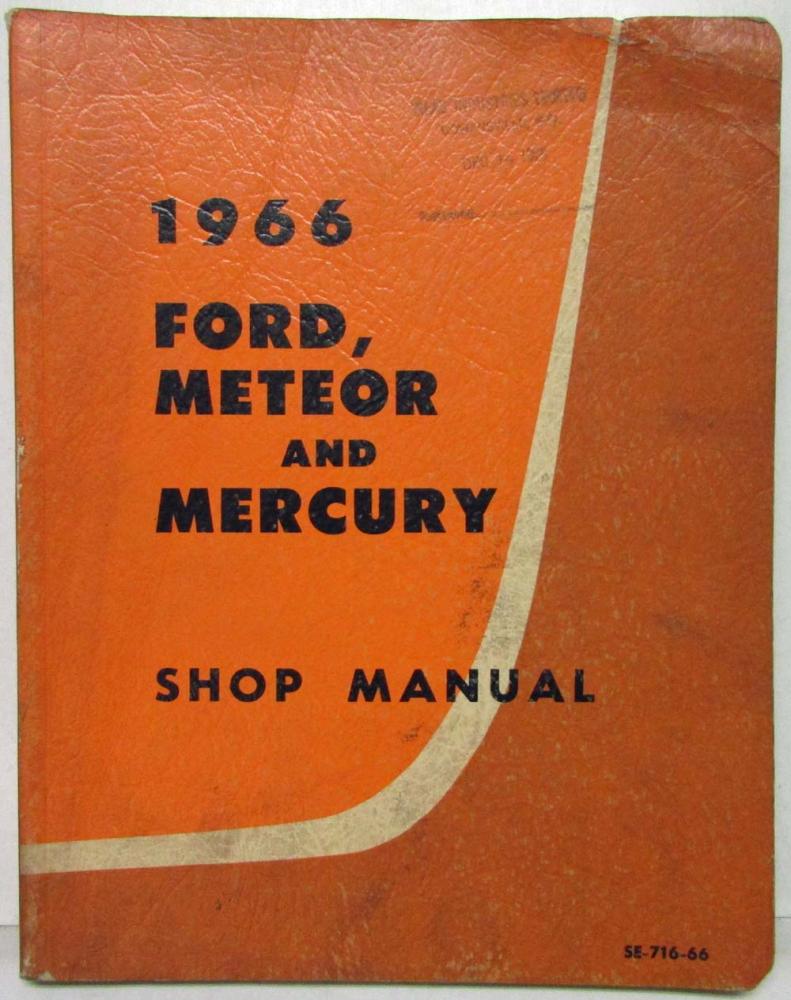 1966
FORD,
METEOR
AND
MERCURY
SHOP MANUAL
SE-716-66